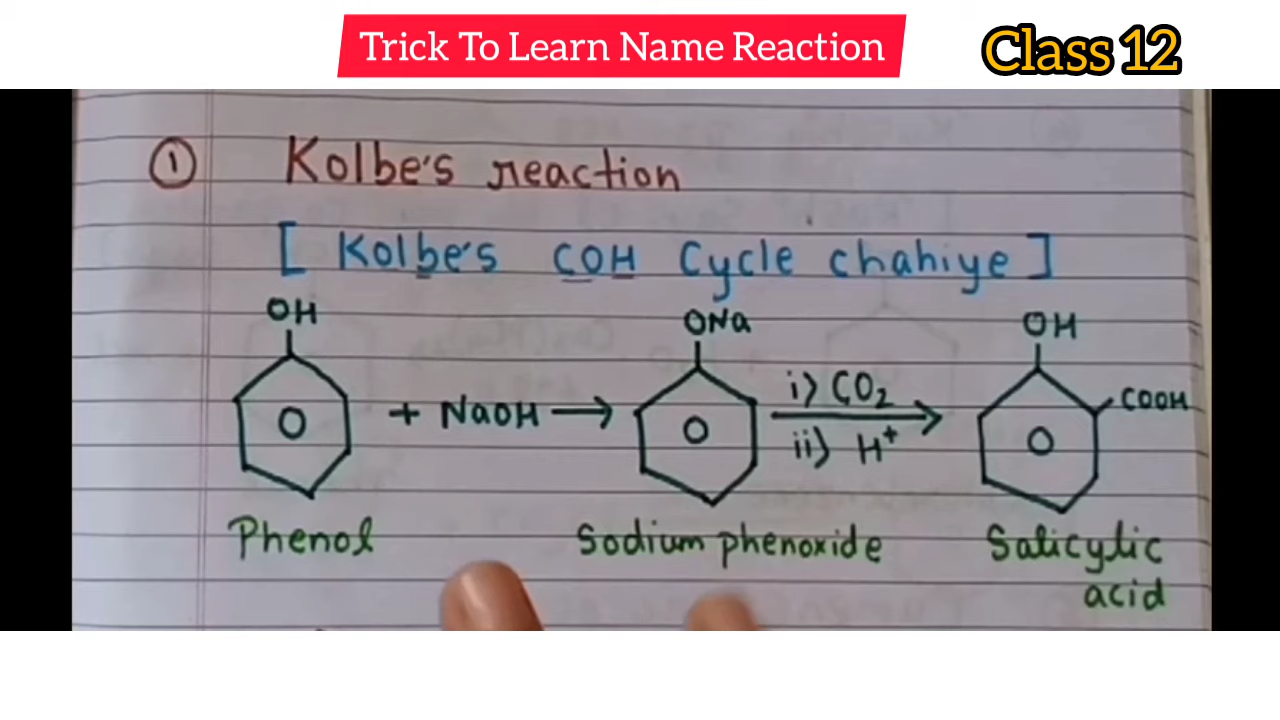 Trick To Learn Name Reaction
Class 12
① Kolbe's reaction
[ Kolbe's COH Cycle chahiye ]
OH
ONa
OH
COOH
+ NaOH →
i) CO₂
ii) H⁺
Phenol
Sodium phenoxide
Salicylic
acid